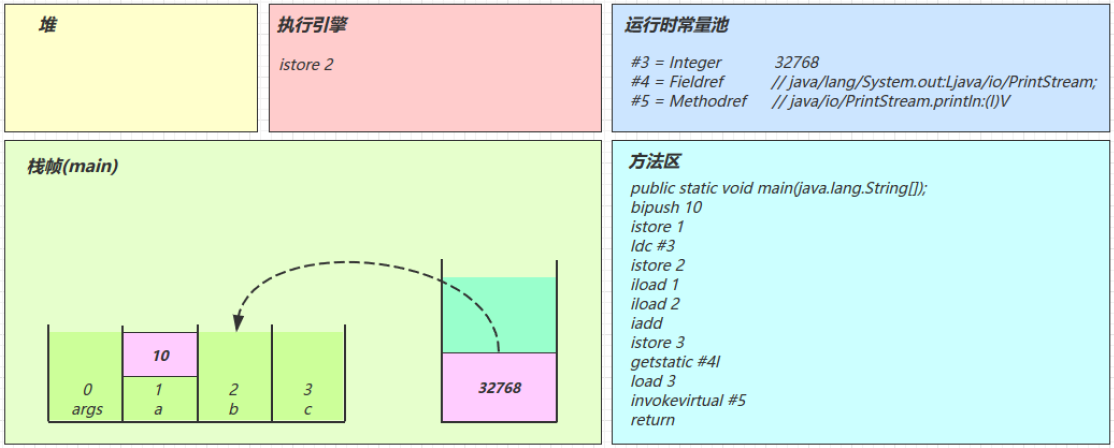 堆
执行引擎
istore 2
运行时常量池
#3 = Integer 32768
#4 = Fieldref // java/lang/System.out:Ljava/io/PrintStream;
#5 = Methodref // java/io/PrintStream.println:(I)V
栈帧(main)
10
0 1 2 3
args a b c
32768
方法区
public static void main(java.lang.String[]);
bipush 10
istore 1
ldc #3
istore 2
iload 1
iload 2
iadd
istore 3
getstatic #4I
load 3
invokevirtual #5
return